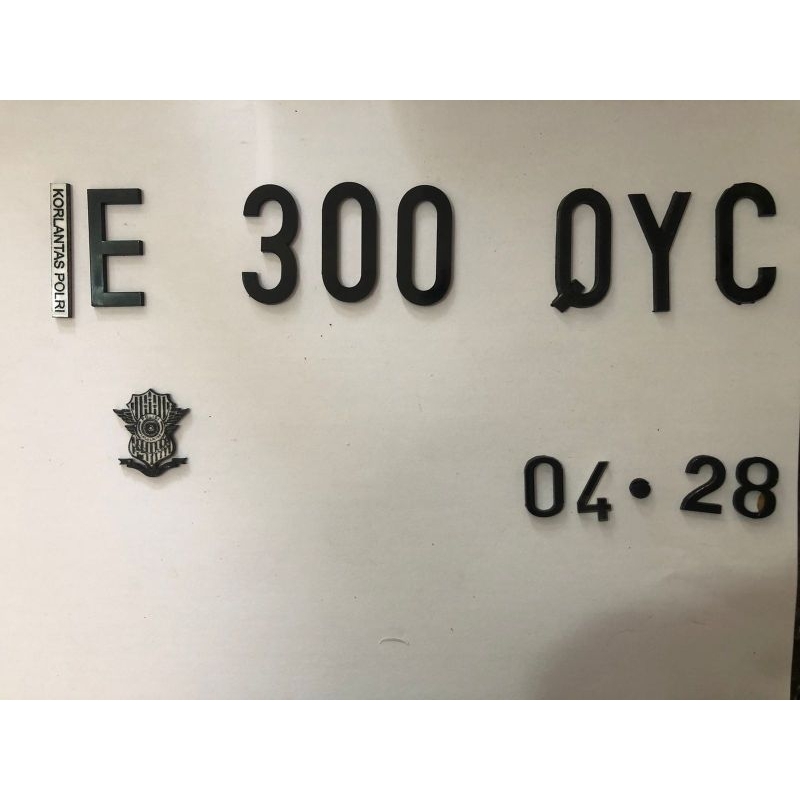 KORLANTAS POLRI
E 300 QYC
04·28